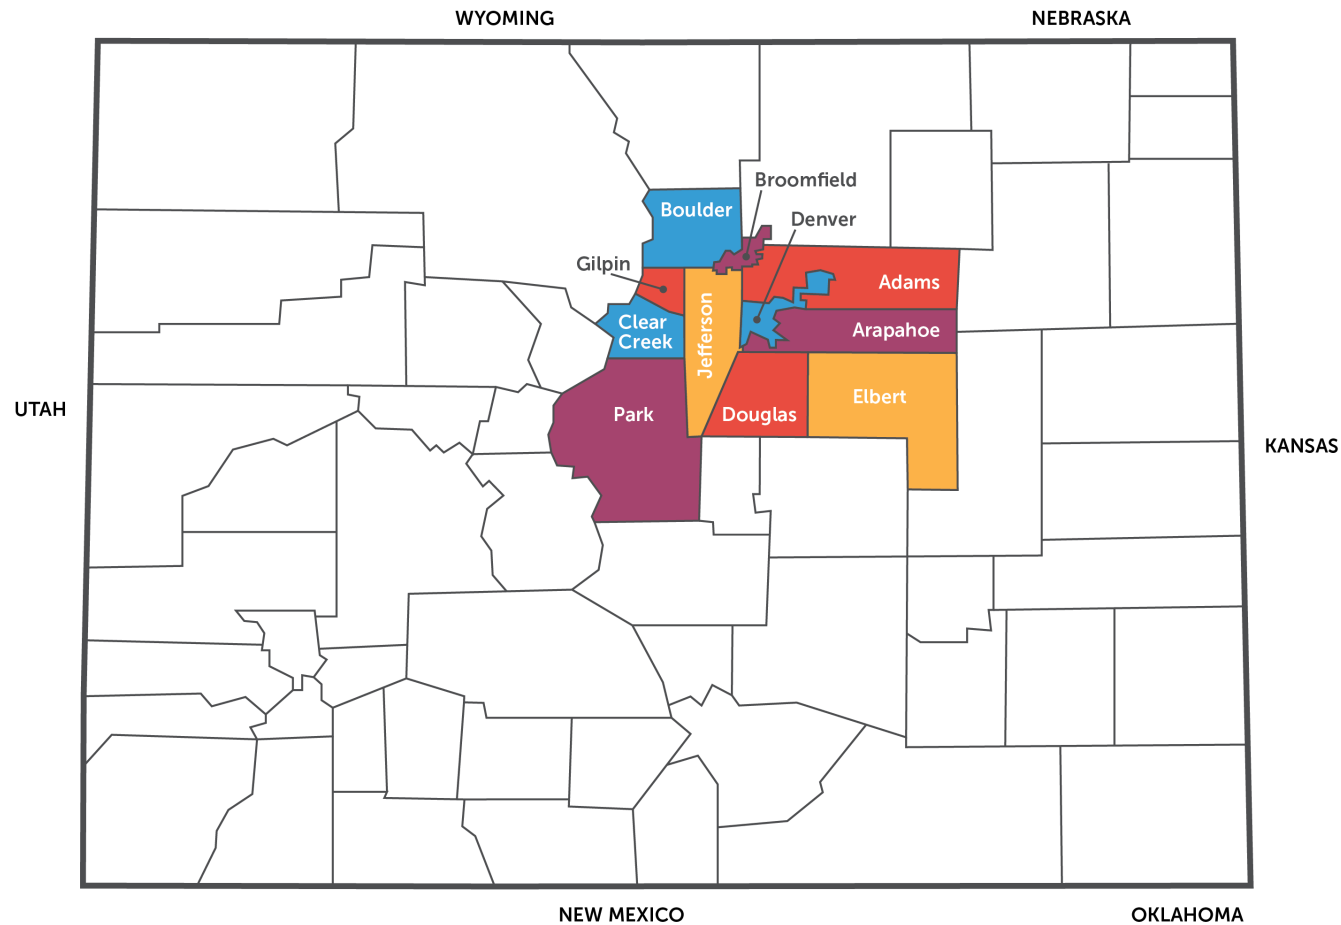 WYOMING
NEBRASKA
Broomfield
Boulder
Denver
Gilpin
Adams
Clear
Creek
Jefferson
Arapahoe
Elbert
UTAH
Park
Douglas
KANSAS
NEW MEXICO
OKLAHOMA